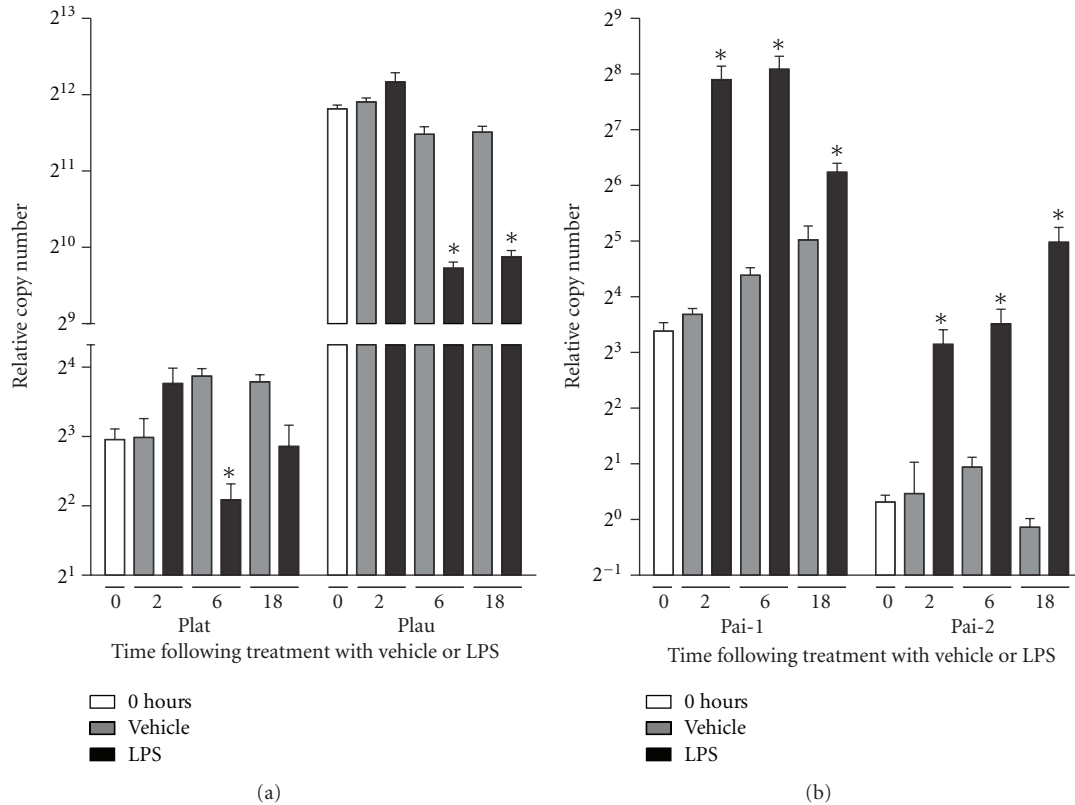 Relative copy number
2^13
2^12
2^11
2^10
2^9
2^4
2^3
2^2
2^1
* * *
0 2 6 18 0 2 6 18
Plat Plau
Time following treatment with vehicle or LPS
0 hours
Vehicle
LPS
(a)
Relative copy number
2^9
2^8
2^7
2^6
2^5
2^4
2^3
2^2
2^1
2^0
2^−1
* * * * * *
0 2 6 18 0 2 6 18
Pai-1 Pai-2
Time following treatment with vehicle or LPS
0 hours
Vehicle
LPS
(b)